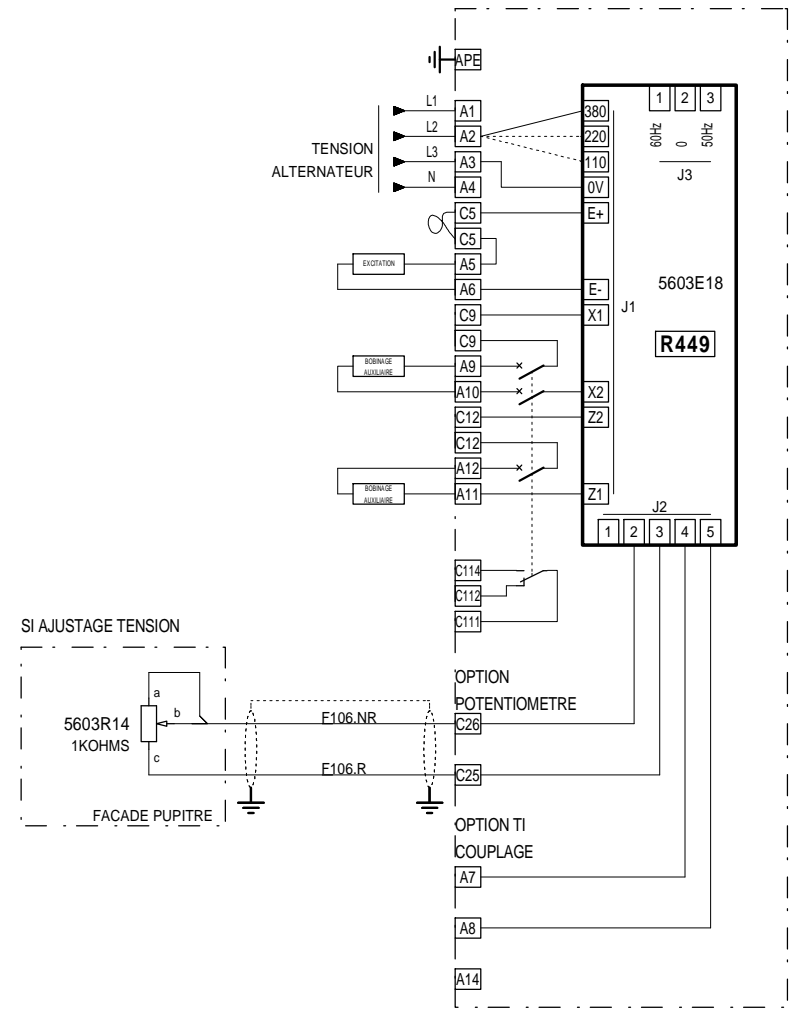 APE
1 2 3
L1 A1 380
60Hz 0 50Hz
L2 A2 220
TENSION
ALTERNATEUR
L3 A3 110
J3
N A4 0V
C5 E+
C5
EXCITATION A5
5603E18
A6 E-
J1
C9 X1
R449
C9
BOBINAGE
AUXILIAIRE
A9
A10 X2
C12 Z2
C12
A12
BOBINAGE
AUXILIAIRE
A11 Z1
J2
1 2 3 4 5
C114
C112
C111
SI AJUSTAGE TENSION
OPTION
POTENTIOMETRE
a
b
5603R14
1KOHMS
c
F106.NR C26
F106.R C25
FACADE PUPITRE
OPTION TI
COUPLAGE
A7
A8
A14